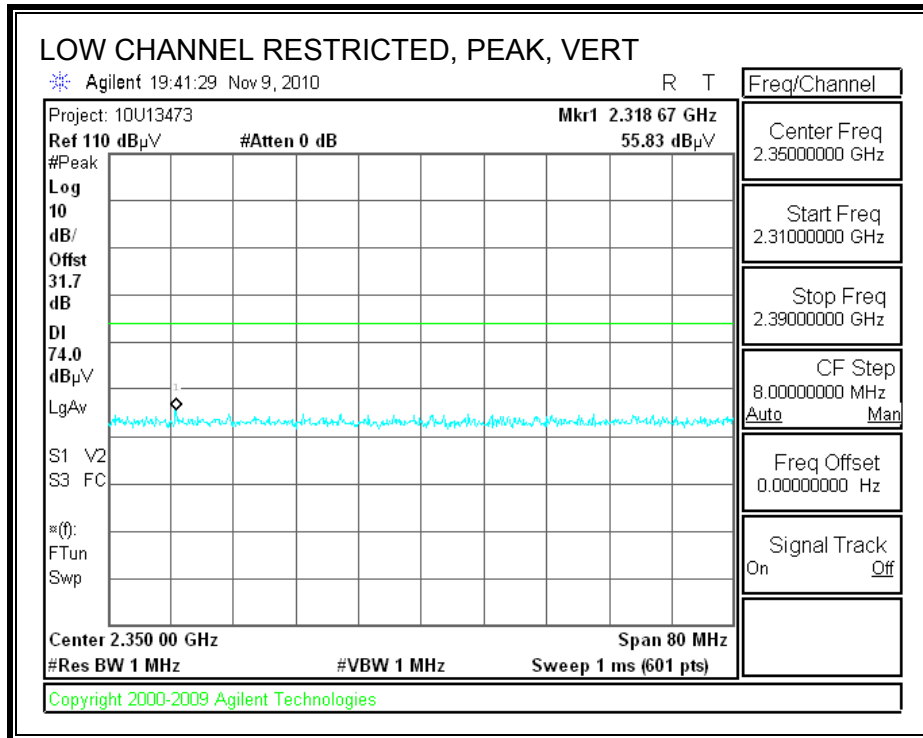 LOW CHANNEL RESTRICTED, PEAK, VERT
Agilent 19:41:29 Nov 9, 2010 R T
Project: 10U13473 Mkr1 2.318 67 GHz
Ref 110 dBµV #Atten 0 dB 55.83 dBµV
#Peak
Log
10
dB/
Offst
31.7
dB
DI
74.0
dBµV
LgAv
1
S1 V2
S3 FC
¤(f):
FTun
Swp
Center 2.350 00 GHz Span 80 MHz
#Res BW 1 MHz #VBW 1 MHz Sweep 1 ms (601 pts)
Copyright 2000-2009 Agilent Technologies
Freq/Channel
Center Freq
2.35000000 GHz
Start Freq
2.31000000 GHz
Stop Freq
2.39000000 GHz
CF Step
8.00000000 MHz
Auto Man
Freq Offset
0.00000000 Hz
Signal Track
On Off